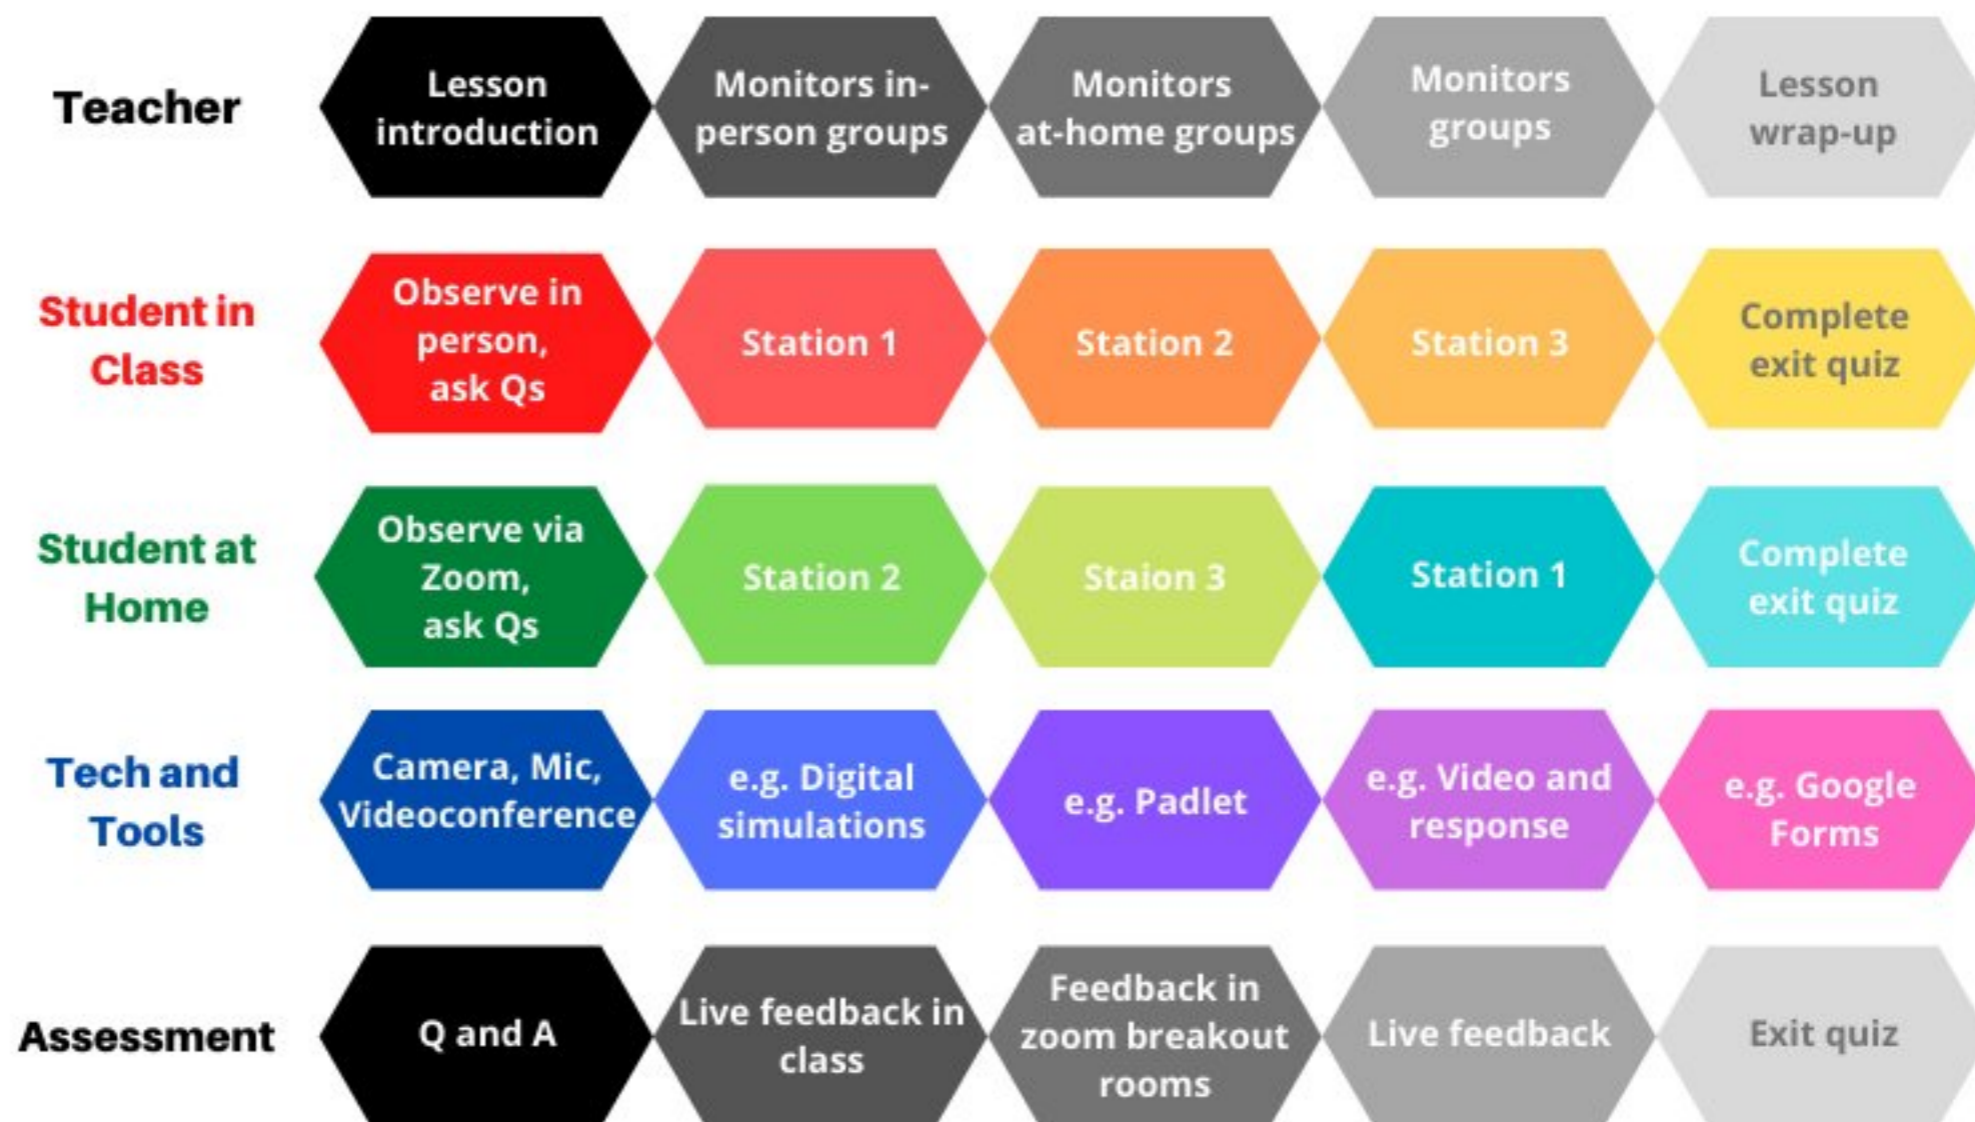 Teacher
Lesson
introduction
Monitors in-
person groups
Monitors
at-home groups
Monitors
groups
Lesson
wrap-up
Student in
Class
Observe in
person,
ask Qs
Station 1
Station 2
Station 3
Complete
exit quiz
Student at
Home
Observe via
Zoom,
ask Qs
Station 2
Staion 3
Station 1
Complete
exit quiz
Tech and
Tools
Camera, Mic,
Videoconference
e.g. Digital
simulations
e.g. Padlet
e.g. Video and
response
e.g. Google
Forms
Assessment
Q and A
Live feedback in
class
Feedback in
zoom breakout
rooms
Live feedback
Exit quiz